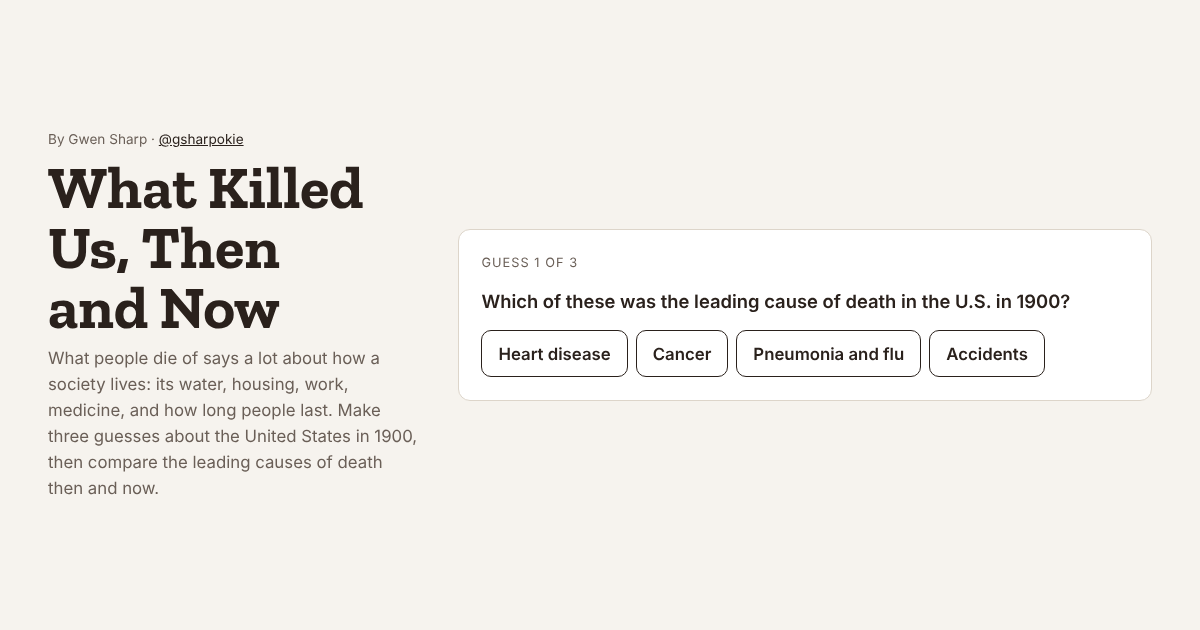 By Gwen Sharp · @gsharpokie
What Killed
Us, Then
and Now
What people die of says a lot about how a
society lives: its water, housing, work,
medicine, and how long people last. Make
three guesses about the United States in 1900,
then compare the leading causes of death
then and now.
GUESS 1 OF 3
Which of these was the leading cause of death in the U.S. in 1900?
Heart disease
Cancer
Pneumonia and flu
Accidents